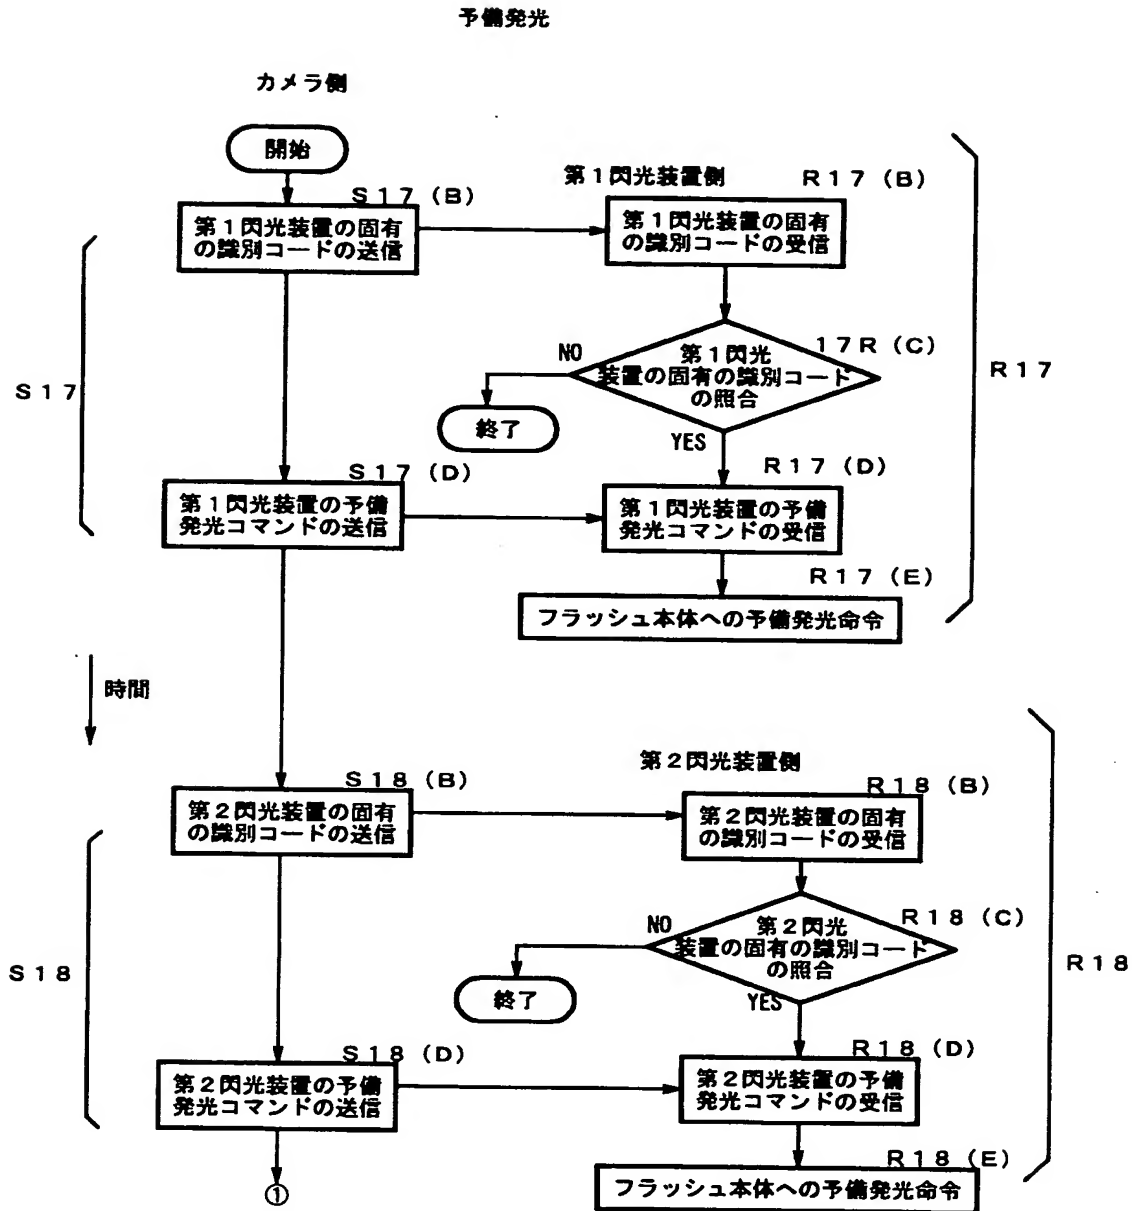 予備発光
カメラ側
開始
第1閃光装置側
R17(B)
S17(B)
第1閃光装置の固有
の識別コードの送信
第1閃光装置の固有
の識別コードの受信
17R(C)
NO
第1閃光
装置の固有の識別コード
の照合
R17
S17
終了
YES
S17(D)
R17(D)
第1閃光装置の予備
発光コマンドの送信
第1閃光装置の予備
発光コマンドの受信
R17(E)
フラッシュ本体への予備発光命令
時間
第2閃光装置側
S18(B)
R18(B)
第2閃光装置の固有
の識別コードの送信
第2閃光装置の固有
の識別コードの受信
NO
R18(C)
第2閃光
装置の固有の識別コード
の照合
S18
R18
終了
YES
S18(D)
R18(D)
第2閃光装置の予備
発光コマンドの送信
第2閃光装置の予備
発光コマンドの受信
R18(E)
①
フラッシュ本体への予備発光命令